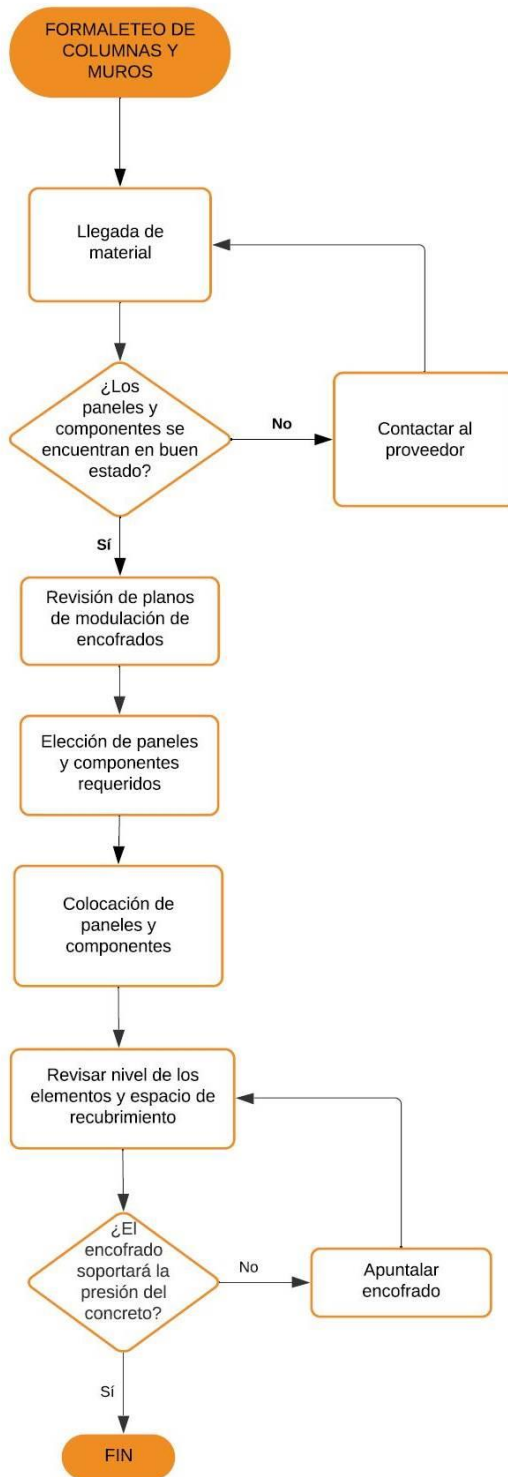 FORMALETEO DE
COLUMNAS Y
MUROS
Llegada de
material
¿Los
paneles y
componentes se
encuentran en buen
estado?
No
Contactar al
proveedor
Sí
Revisión de planos
de modulación de
encofrados
Elección de paneles
y componentes
requeridos
Colocación de
paneles y
componentes
Revisar nivel de los
elementos y espacio de
recubrimiento
¿El
encofrado
soportará la
presión del
concreto?
No
Apuntalar
encofrado
Sí
FIN